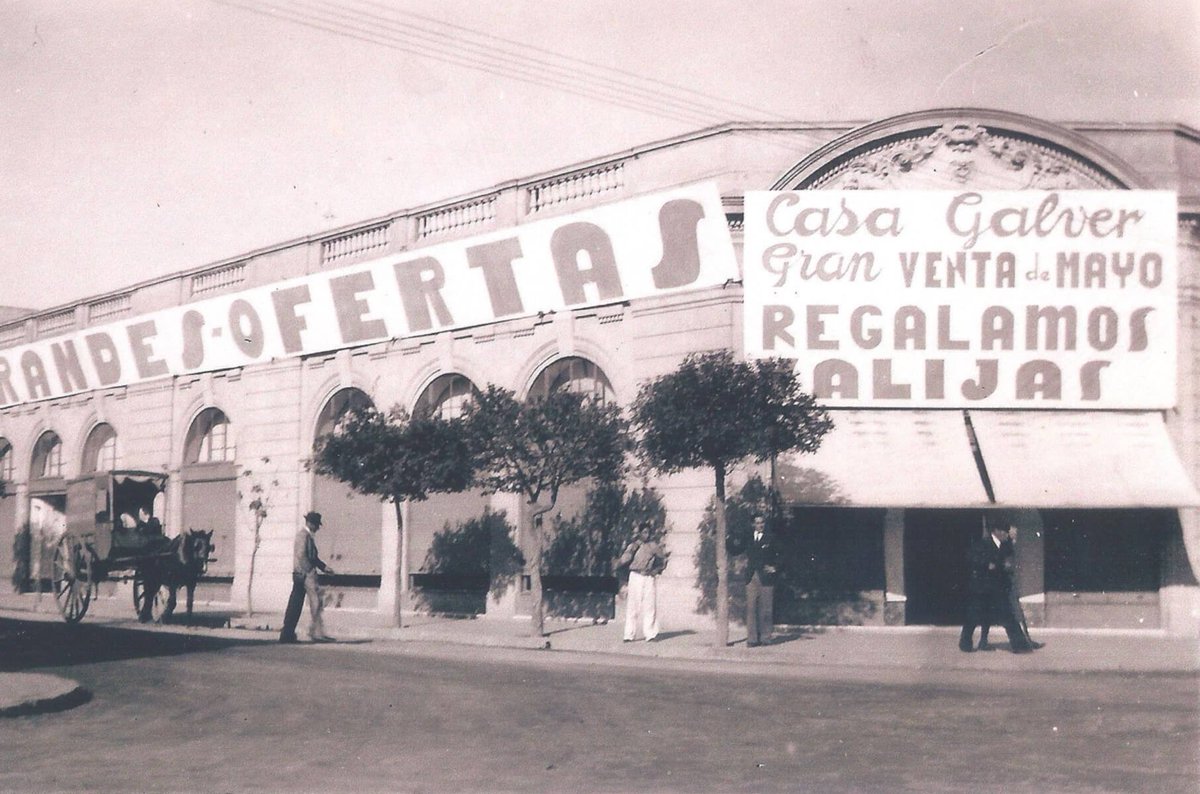 RANDES-OFERTAS
Casa Galver
Gran VENTA de MAYO
REGALAMOS
ALIJAS